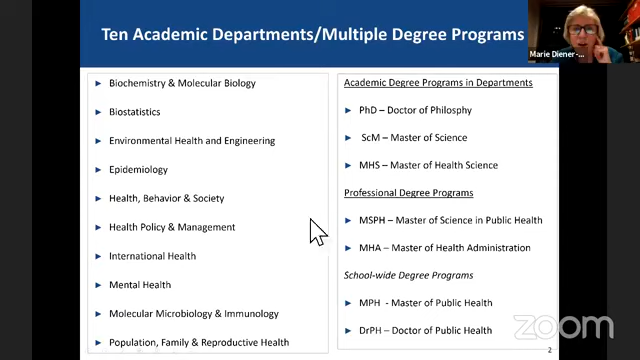 Ten Academic Departments/Multiple Degree Programs
Marie Diener-...
Biochemistry & Molecular Biology
Biostatistics
Environmental Health and Engineering
Epidemiology
Health, Behavior & Society
Health Policy & Management
International Health
Mental Health
Molecular Microbiology & Immunology
Population, Family & Reproductive Health
Academic Degree Programs in Departments
PhD – Doctor of Philosphy
ScM – Master of Science
MHS – Master of Health Science
Professional Degree Programs
MSPH – Master of Science in Public Health
MHA – Master of Health Administration
School-wide Degree Programs
MPH - Master of Public Health
DrPH – Doctor of Public Health
zoom
2